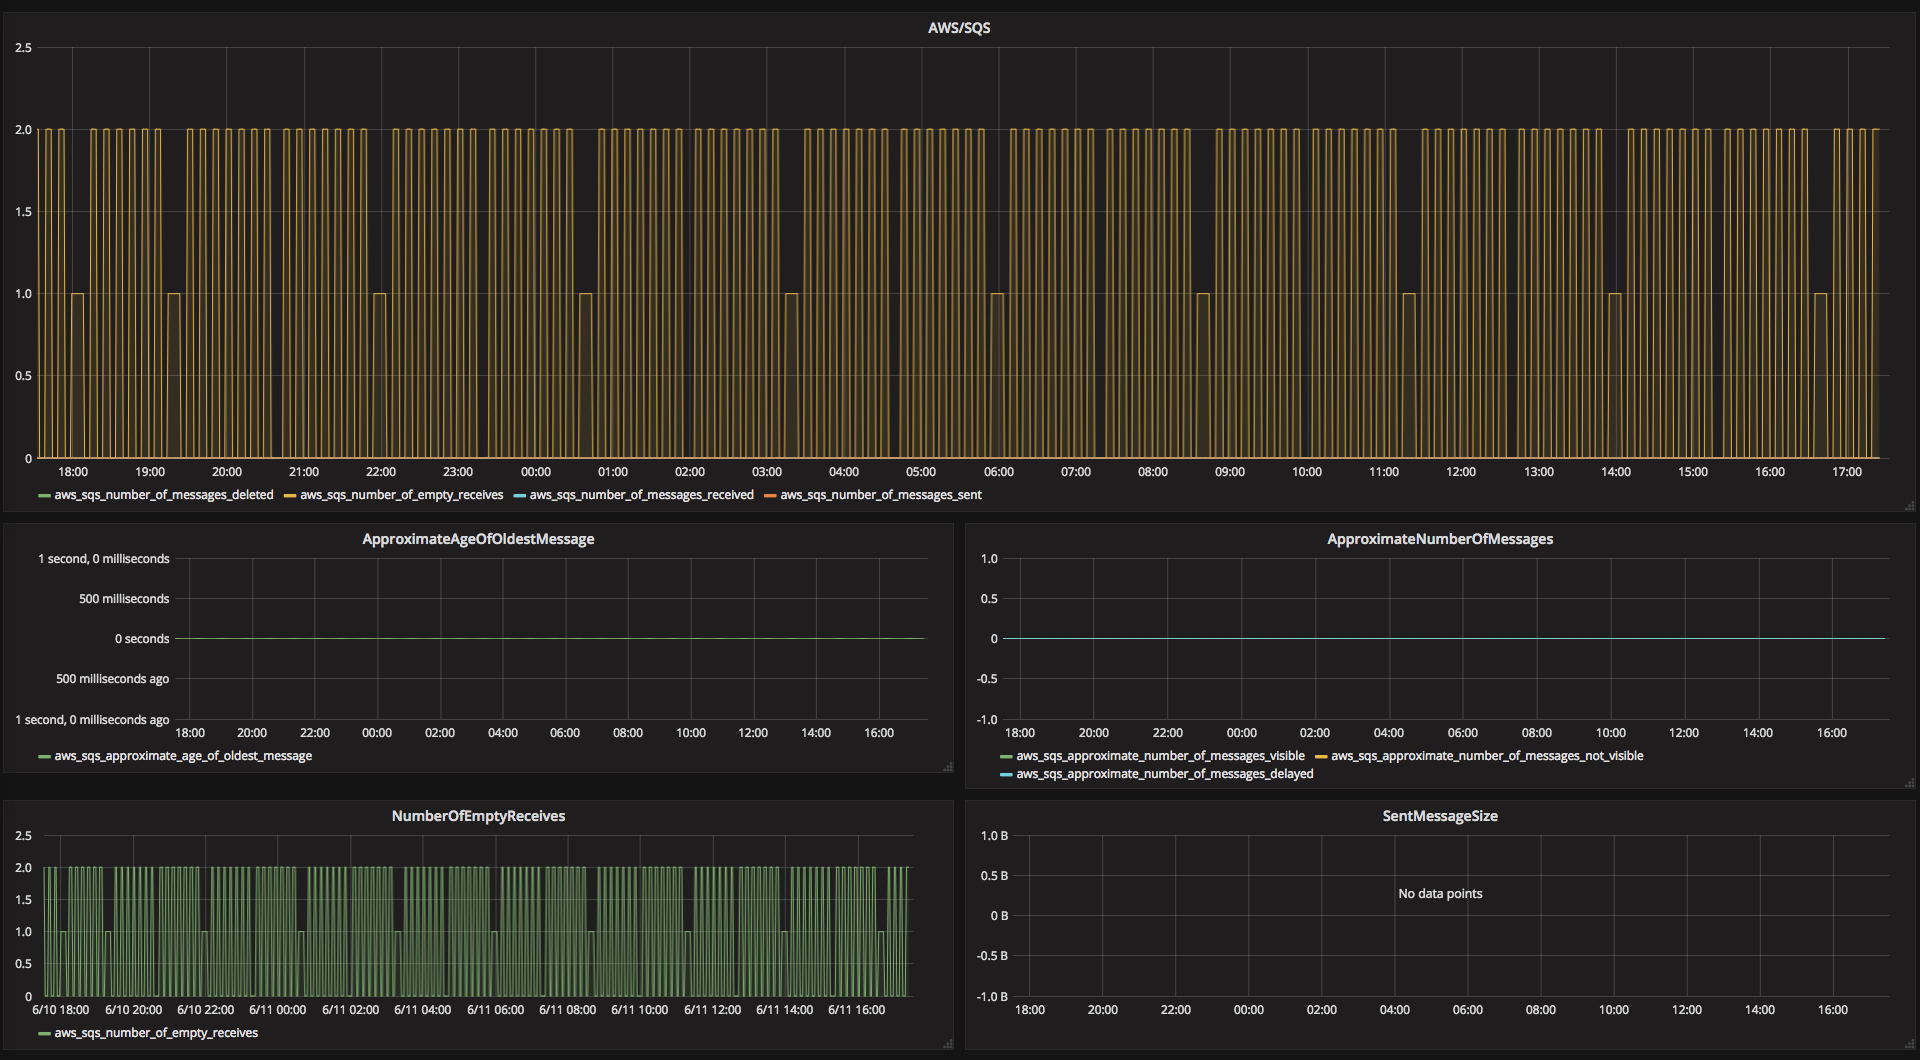 AWS/SQS
2.5
2.0
1.5
1.0
0.5
0
18:00 19:00 20:00 21:00 22:00 23:00 00:00 01:00 02:00 03:00 04:00 05:00 06:00 07:00 08:00 09:00 10:00 11:00 12:00 13:00 14:00 15:00 16:00 17:00
aws_sqs_number_of_messages_deleted aws_sqs_number_of_empty_receives aws_sqs_number_of_messages_received aws_sqs_number_of_messages_sent
ApproximateAgeOfOldestMessage
1 second, 0 milliseconds
500 milliseconds
0 seconds
500 milliseconds ago
1 second, 0 milliseconds ago
18:00 20:00 22:00 00:00 02:00 04:00 06:00 08:00 10:00 12:00 14:00 16:00
aws_sqs_approximate_age_of_oldest_message
ApproximateNumberOfMessages
1.0
0.5
0
-0.5
-1.0
18:00 20:00 22:00 00:00 02:00 04:00 06:00 08:00 10:00 12:00 14:00 16:00
aws_sqs_approximate_number_of_messages_visible aws_sqs_approximate_number_of_messages_not_visible
aws_sqs_approximate_number_of_messages_delayed
NumberOfEmptyReceives
2.5
2.0
1.5
1.0
0.5
0
6/10 18:00 6/10 20:00 6/10 22:00 6/11 00:00 6/11 02:00 6/11 04:00 6/11 06:00 6/11 08:00 6/11 10:00 6/11 12:00 6/11 14:00 6/11 16:00
aws_sqs_number_of_empty_receives
SentMessageSize
1.0 B
0.5 B
No data points
0 B
-0.5 B
-1.0 B
18:00 20:00 22:00 00:00 02:00 04:00 06:00 08:00 10:00 12:00 14:00 16:00